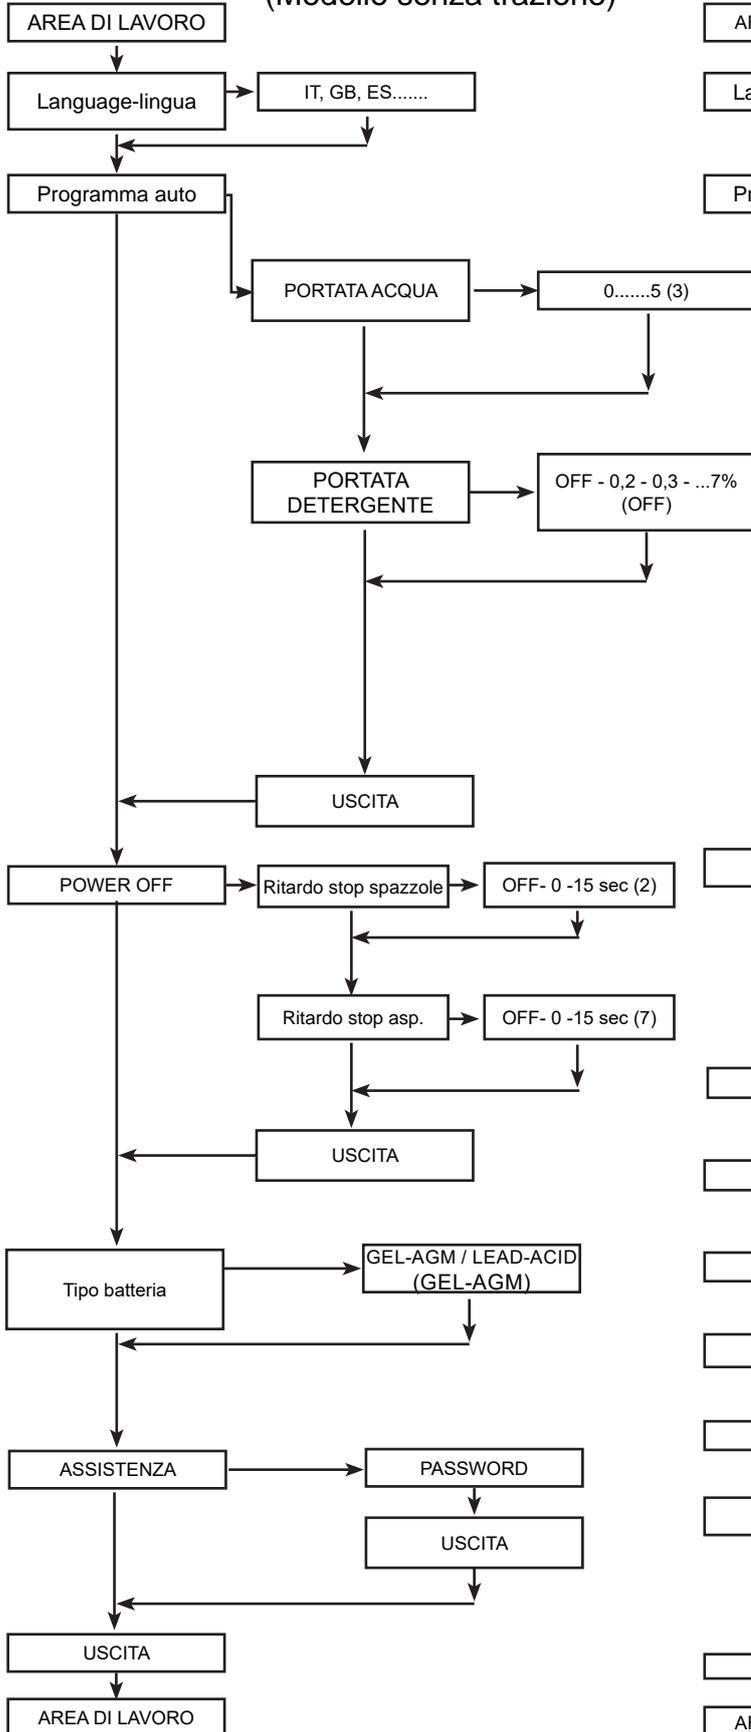 (Modello senza trazione)
AREA DI LAVORO
Language-lingua
IT, GB, ES.......
Programma auto
PORTATA ACQUA
0.......5 (3)
PORTATA
DETERGENTE
OFF - 0,2 - 0,3 - ...7%
(OFF)
USCITA
POWER OFF
Ritardo stop spazzole
OFF- 0 -15 sec (2)
Ritardo stop asp.
OFF- 0 -15 sec (7)
USCITA
Tipo batteria
GEL-AGM / LEAD-ACID
(GEL-AGM)
ASSISTENZA
PASSWORD
USCITA
USCITA
AREA DI LAVORO